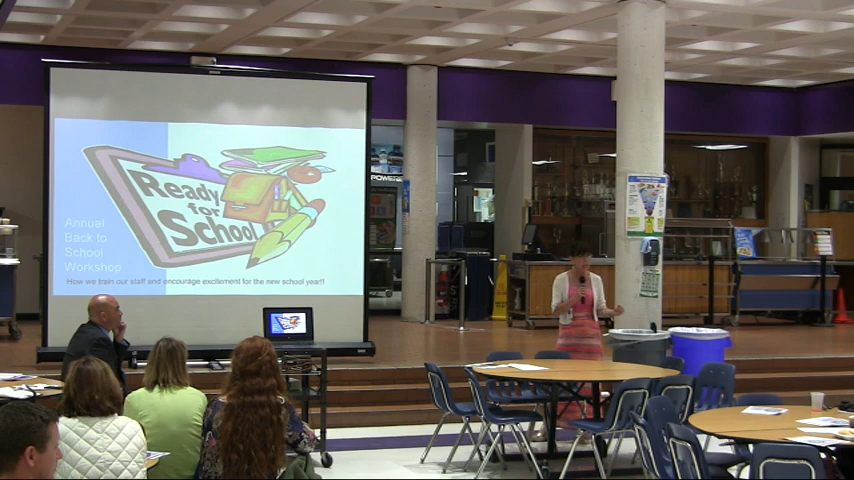 POWER
Ready
for
School
Annual
Back to
School
Workshop
How we train our staff and encourage excitement for the new school year!!